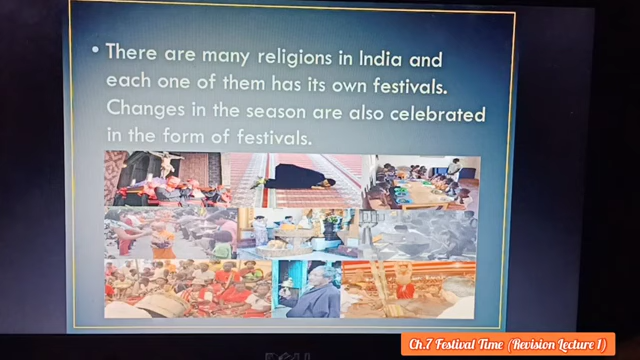 • There are many religions in India and
each one of them has its own festivals.
Changes in the season are also celebrated
in the form of festivals.
Ch.7 Festival Time (Revision Lecture 1)